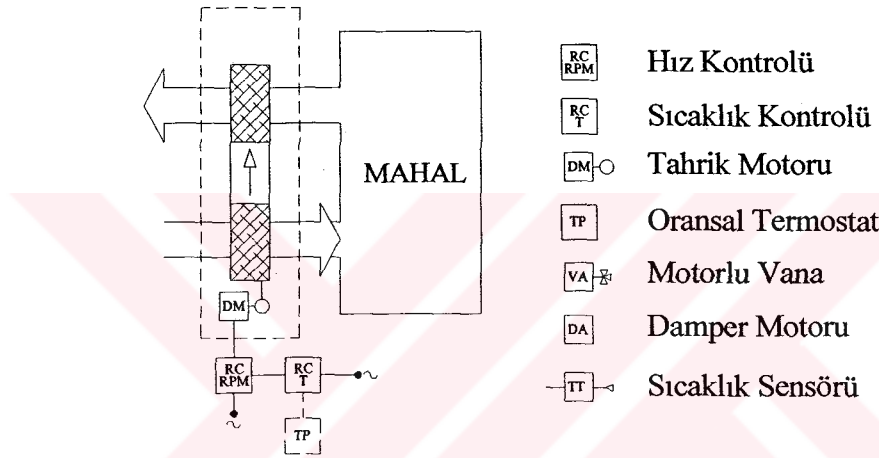 MAHAL
DM
RC
RPM
RC
T
~
~
TP
RC
RPM
Hız Kontrolü
RC
T
Sıcaklık Kontrolü
DM
Tahrik Motoru
TP
Oransal Termostat
VA
Motorlu Vana
DA
Damper Motoru
TT
Sıcaklık Sensörü